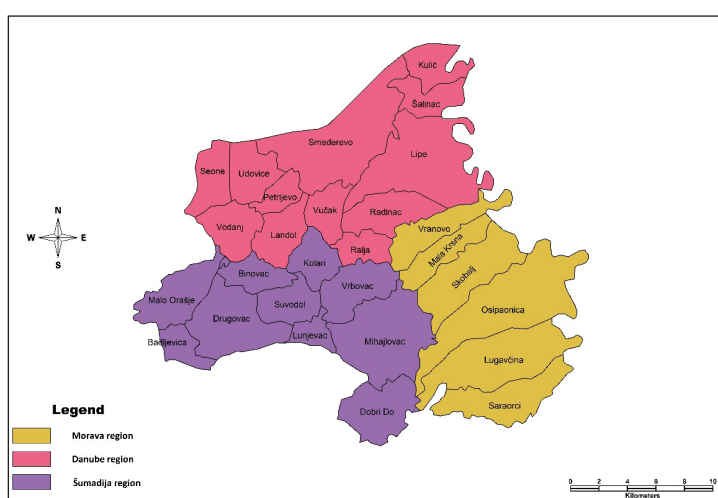 Kulič
Šalinac
Smederevo
Lipe
Seone
Udovice
Petrijevo
Vučak
Radinac
Vodanj
Landol
Ralja
Vranovo
Mala Krsna
Skobalj
Kolari
Binovac
Vrbovac
Malo Orašje
Suvodol
Drugovac
Osipaonica
Badljevica
Lunjevac
Mihajlovac
Lugavčina
Saraorci
Dobri Do
N
W E
S
Legend
Morava region
Danube region
Šumadija region
0 2 4 6 8 10
Kilometers